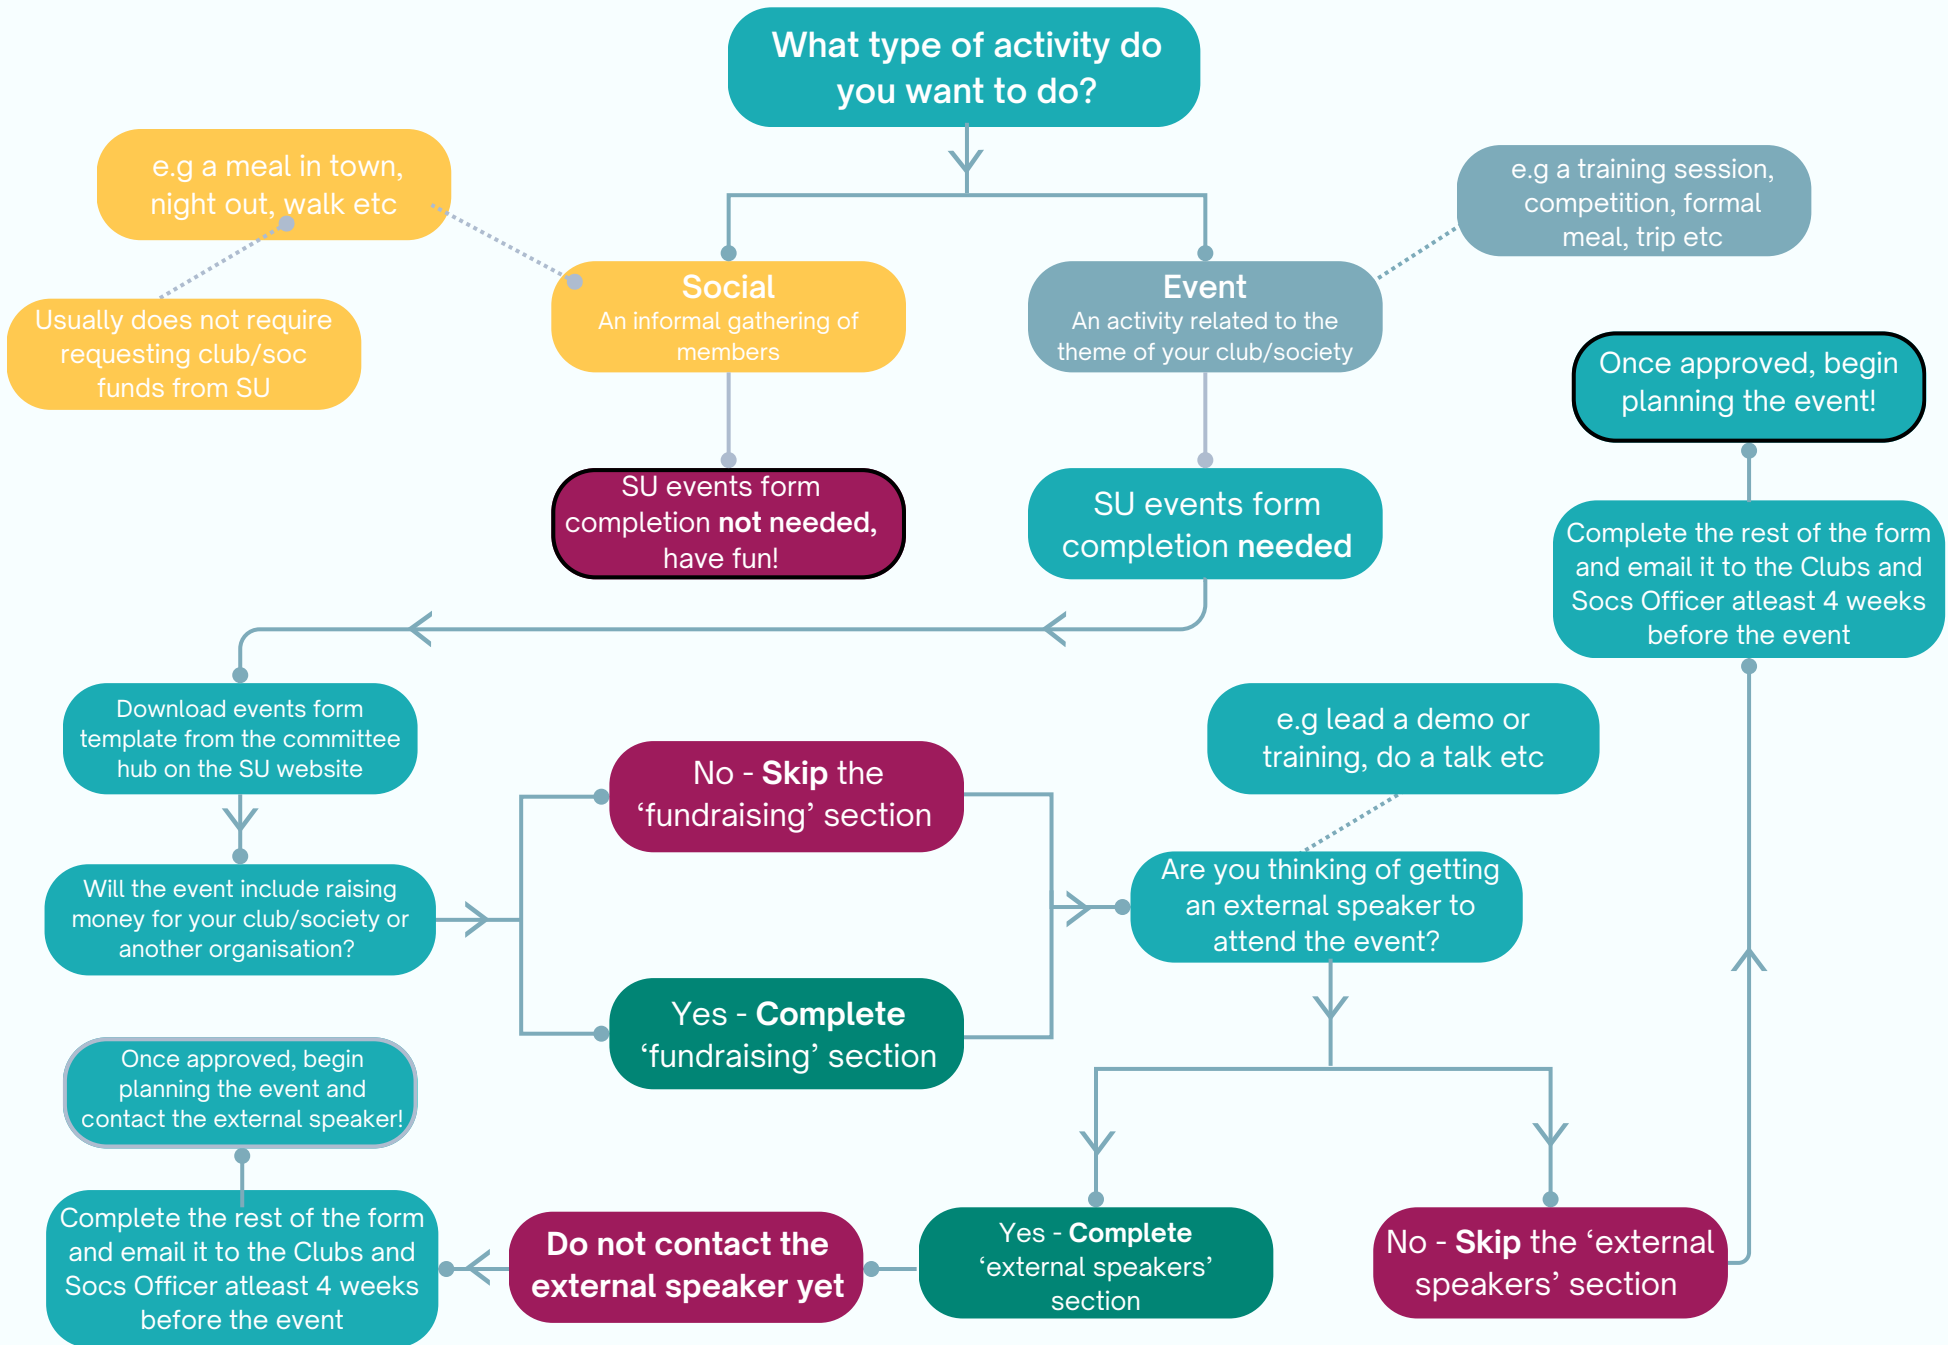 What type of activity do
you want to do?
e.g a meal in town,
night out, walk etc
e.g a training session,
competition, formal
meal, trip etc
Usually does not require
requesting club/soc
funds from SU
Social
An informal gathering of
members
Event
An activity related to the
theme of your club/society
Once approved, begin
planning the event!
SU events form
completion not needed,
have fun!
SU events form
completion needed
Complete the rest of the form
and email it to the Clubs and
Socs Officer atleast 4 weeks
before the event
Download events form
template from the committee
hub on the SU website
No - Skip the
‘fundraising’ section
e.g lead a demo or
training, do a talk etc
Will the event include raising
money for your club/society or
another organisation?
Are you thinking of getting
an external speaker to
attend the event?
Yes - Complete
‘fundraising’ section
Once approved, begin
planning the event and
contact the external speaker!
Complete the rest of the form
and email it to the Clubs and
Socs Officer atleast 4 weeks
before the event
Do not contact the
external speaker yet
Yes - Complete
‘external speakers’
section
No - Skip the ‘external
speakers’ section